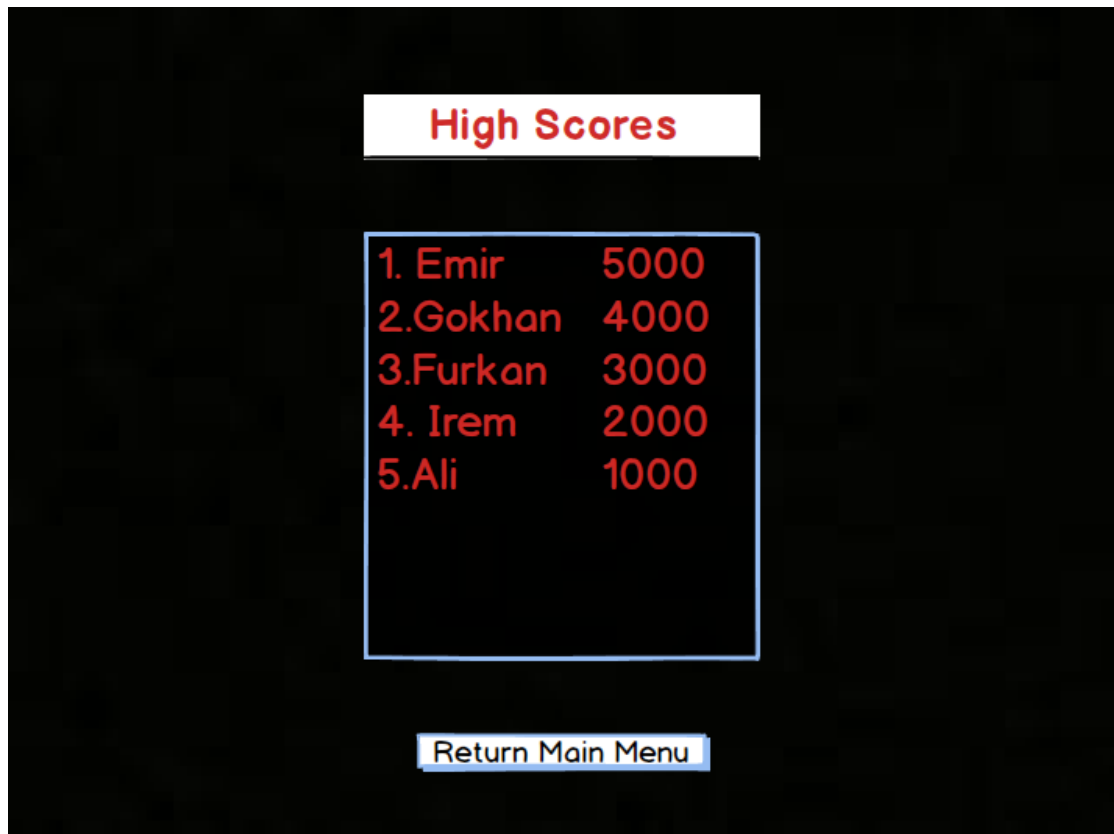 High Scores
1. Emir 5000
2.Gokhan 4000
3.Furkan 3000
4. Irem 2000
5.Ali 1000
Return Main Menu